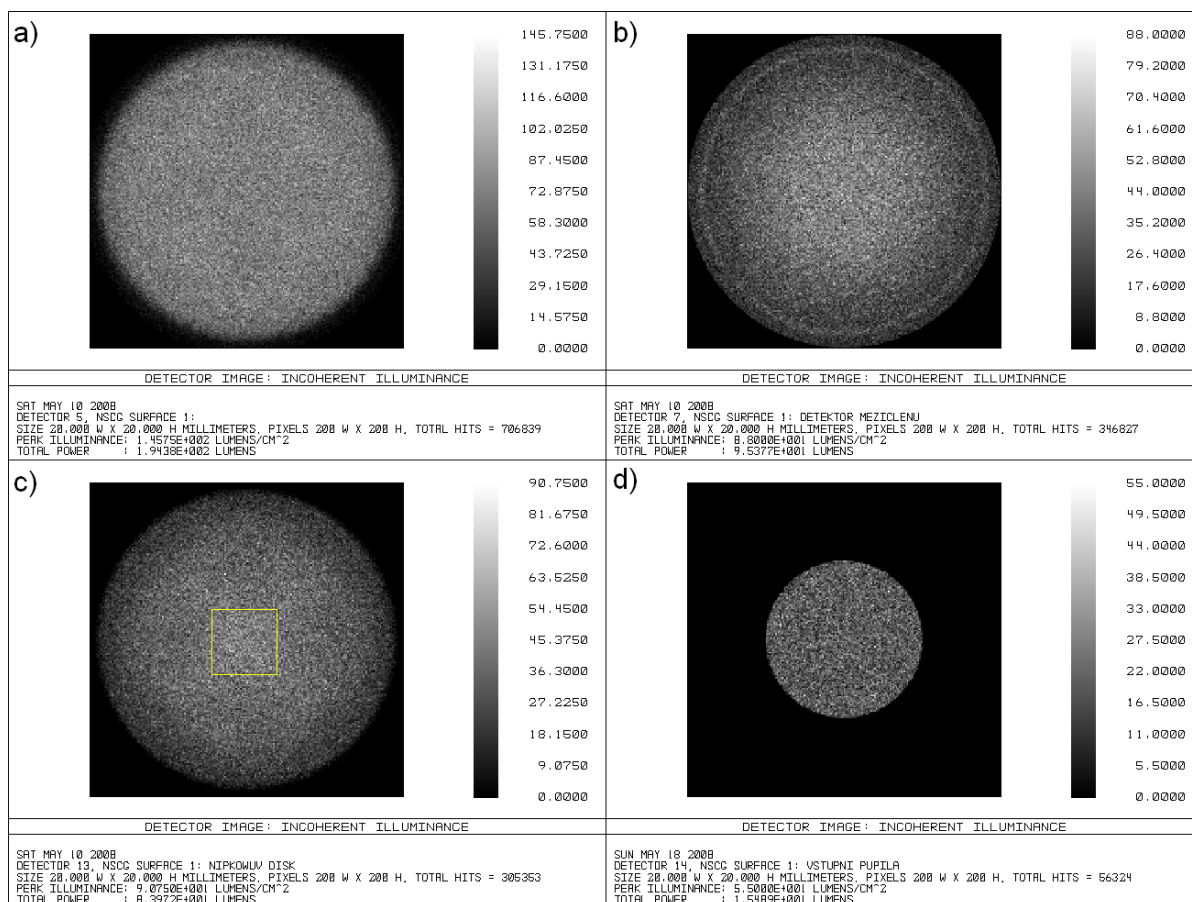 a)
145.7500
131.1750
116.6000
102.0250
87.4500
72.8750
58.3000
43.7250
29.1500
14.5750
0.0000
DETECTOR IMAGE: INCOHERENT ILLUMINANCE
SAT MAY 10 2008
DETECTOR 5, NSCG SURFACE 1:
SIZE 20.000 W X 20.000 H MILLIMETERS, PIXELS 200 W X 200 H, TOTAL HITS = 706839
PEAK ILLUMINANCE: 1.4575E+002 LUMENS/CM^2
TOTAL POWER : 1.9438E+002 LUMENS
b)
88.0000
79.2000
70.4000
61.6000
52.8000
44.0000
35.2000
26.4000
17.6000
8.8000
0.0000
DETECTOR IMAGE: INCOHERENT ILLUMINANCE
SAT MAY 10 2008
DETECTOR 7, NSCG SURFACE 1: DETEKTOR MEZICLENU
SIZE 20.000 W X 20.000 H MILLIMETERS, PIXELS 200 W X 200 H, TOTAL HITS = 346827
PEAK ILLUMINANCE: 8.8000E+001 LUMENS/CM^2
TOTAL POWER : 9.5377E+001 LUMENS
c)
90.7500
81.6750
72.6000
63.5250
54.4500
45.3750
36.3000
27.2250
18.1500
9.0750
0.0000
DETECTOR IMAGE: INCOHERENT ILLUMINANCE
SAT MAY 10 2008
DETECTOR 13, NSCG SURFACE 1: NIPKOWUV DISK
SIZE 20.000 W X 20.000 H MILLIMETERS, PIXELS 200 W X 200 H, TOTAL HITS = 305353
PEAK ILLUMINANCE: 9.0750E+001 LUMENS/CM^2
TOTAL POWER : 8.3972E+001 LUMENS
d)
55.0000
49.5000
44.0000
38.5000
33.0000
27.5000
22.0000
16.5000
11.0000
5.5000
0.0000
DETECTOR IMAGE: INCOHERENT ILLUMINANCE
SUN MAY 18 2008
DETECTOR 14, NSCG SURFACE 1: VSTUPNI PUPILA
SIZE 20.000 W X 20.000 H MILLIMETERS, PIXELS 200 W X 200 H, TOTAL HITS = 56324
PEAK ILLUMINANCE: 5.5000E+001 LUMENS/CM^2
TOTAL POWER : 1.5489E+001 LUMENS